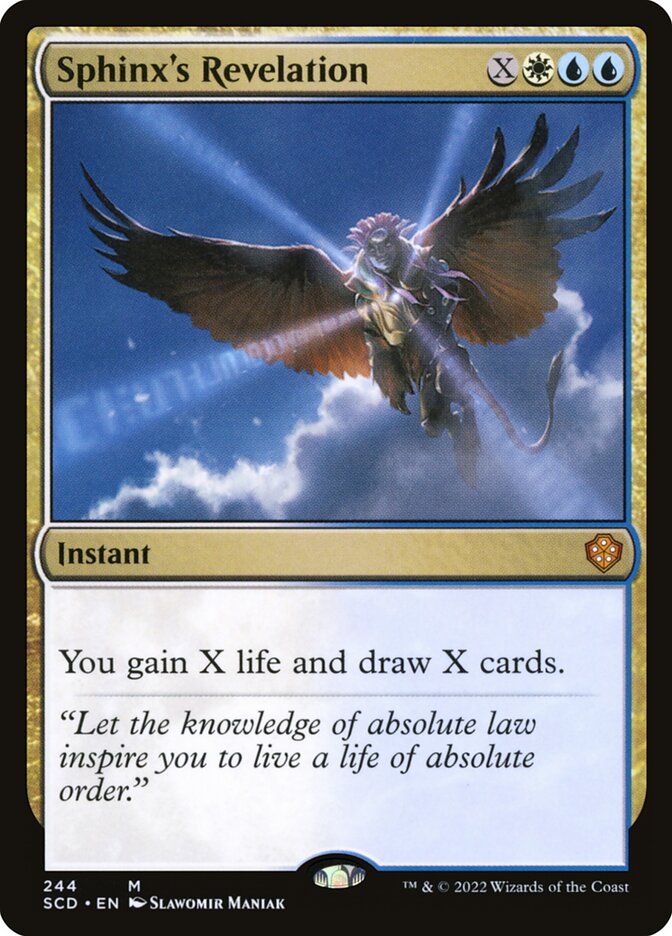 Sphinx's Revelation X
Instant
You gain X life and draw X cards.
“Let the knowledge of absolute law
inspire you to live a life of absolute
order.”
244 M
SCD • EN Slawomir Maniak
™ & © 2022 Wizards of the Coast